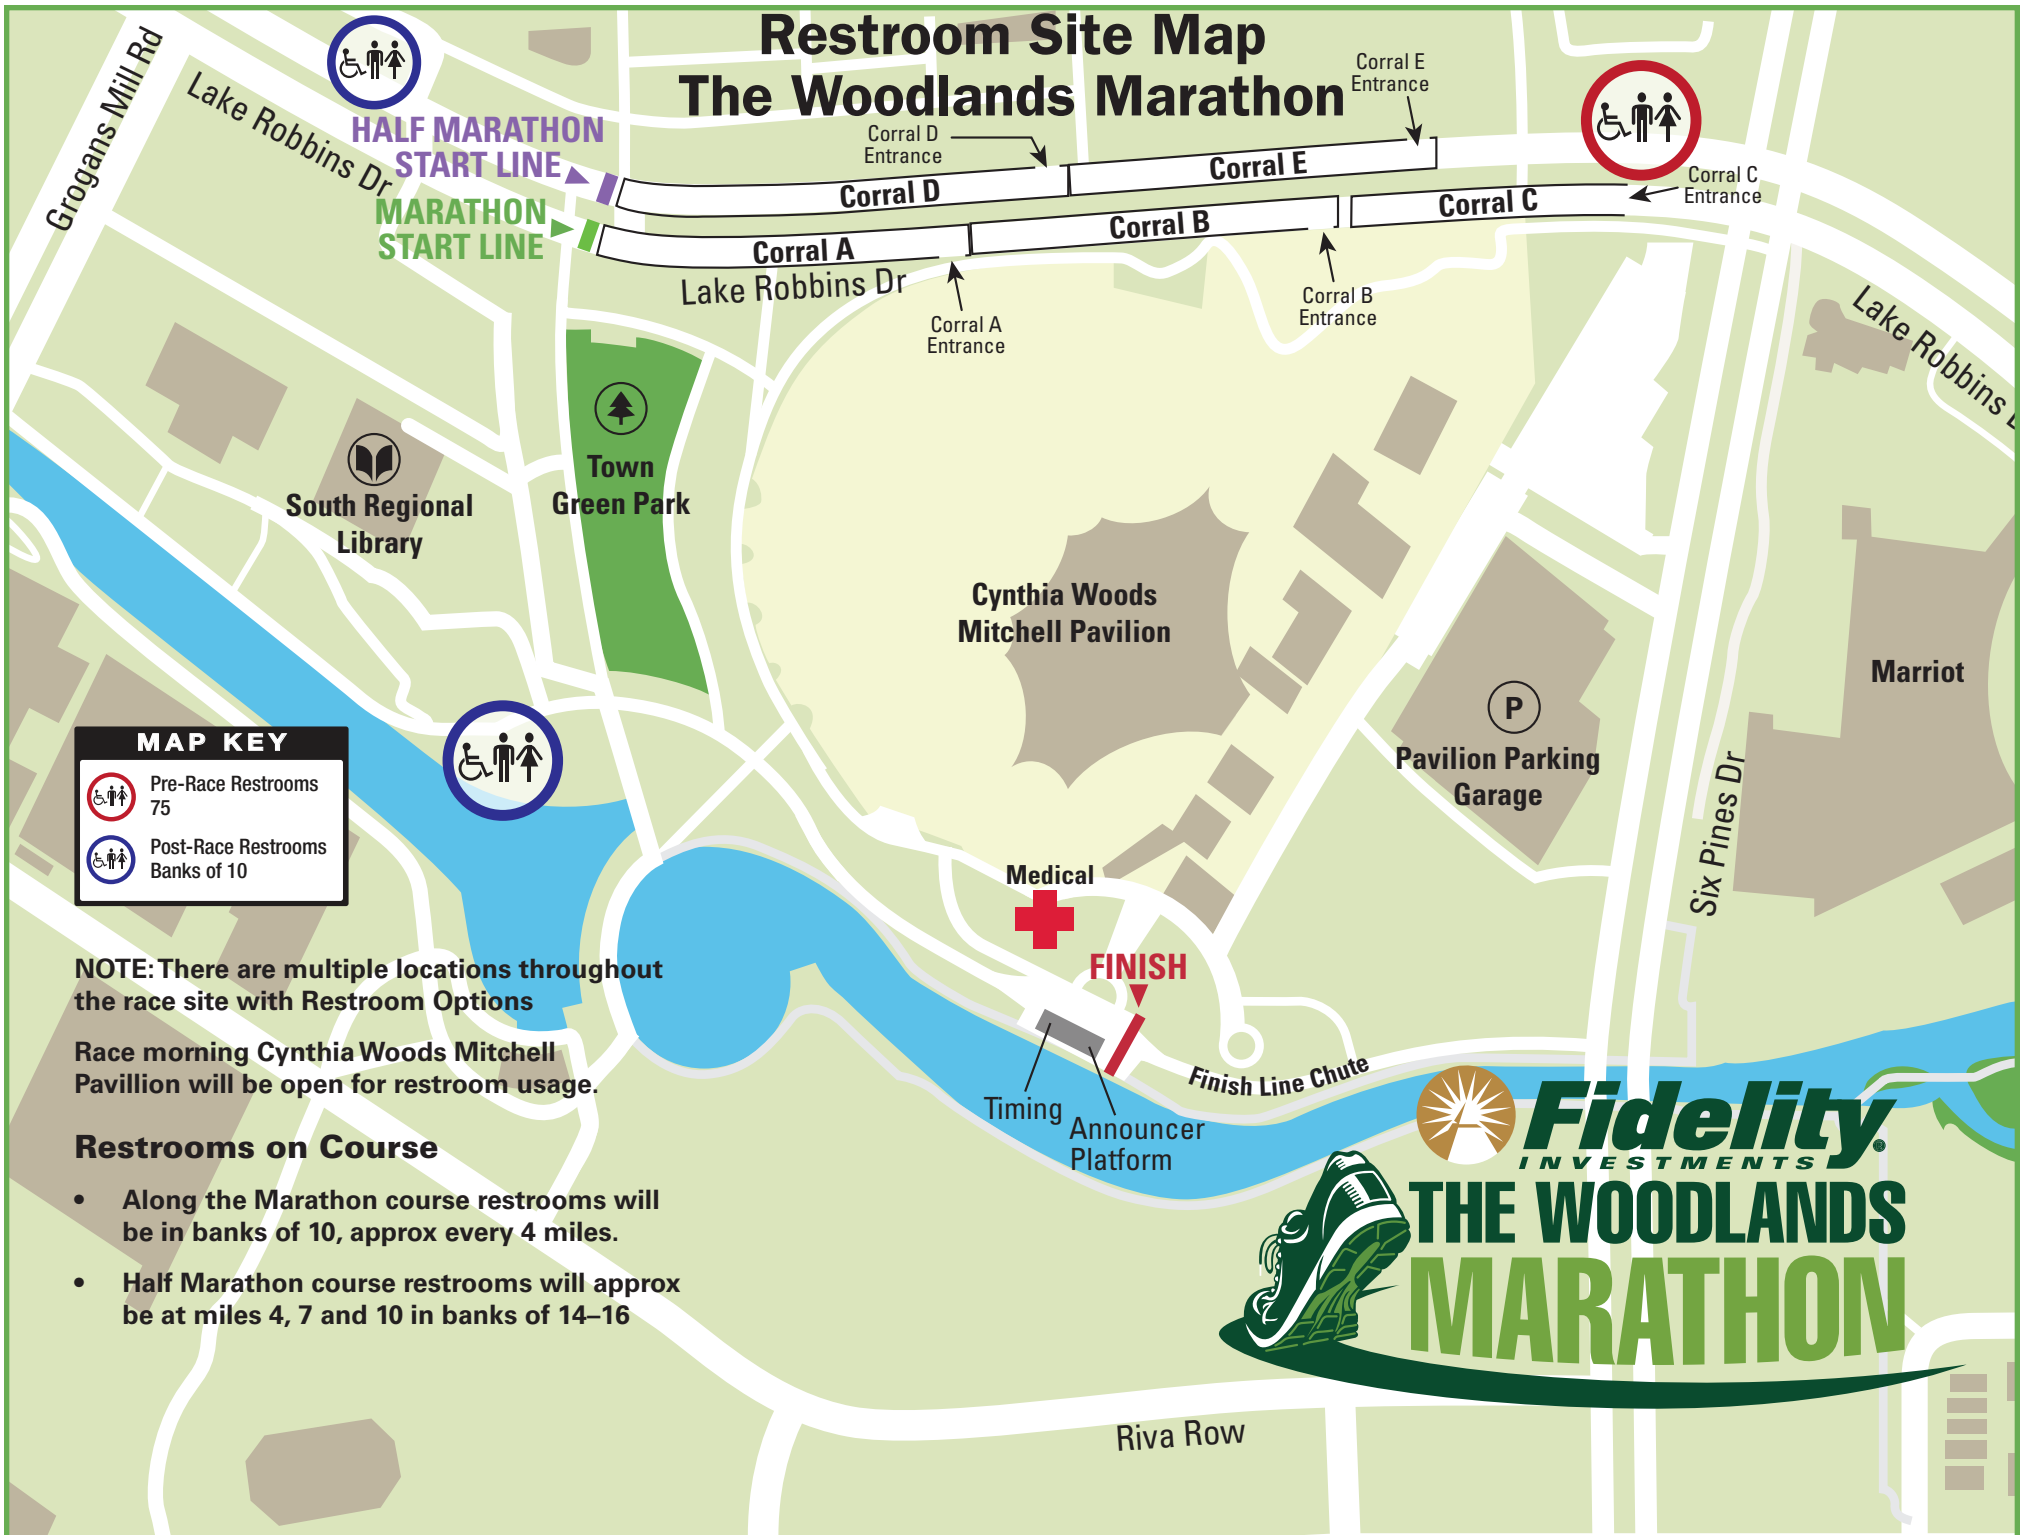 Restroom Site Map
The Woodlands Marathon
Grogans Mill Rd
Lake Robbins Dr
HALF MARATHON
START LINE
MARATHON
START LINE
Corral D
Entrance
Corral E
Entrance
Corral D
Corral E
Corral C
Entrance
Corral A
Corral B
Corral C
Lake Robbins Dr
Corral A
Entrance
Corral B
Entrance
Lake Robbins D
South Regional
Library
Town
Green Park
Cynthia Woods
Mitchell Pavilion
Marriot
P
Pavilion Parking
Garage
Six Pines Dr
MAP KEY
Pre-Race Restrooms
75
Post-Race Restrooms
Banks of 10
Medical
FINISH
Finish Line Chute
Timing
Announcer
Platform
NOTE: There are multiple locations throughout
the race site with Restroom Options
Race morning Cynthia Woods Mitchell
Pavillion will be open for restroom usage.
Restrooms on Course
• Along the Marathon course restrooms will
be in banks of 10, approx every 4 miles.
• Half Marathon course restrooms will approx
be at miles 4, 7 and 10 in banks of 14–16
Fidelity®
INVESTMENTS
THE WOODLANDS
MARATHON
Riva Row